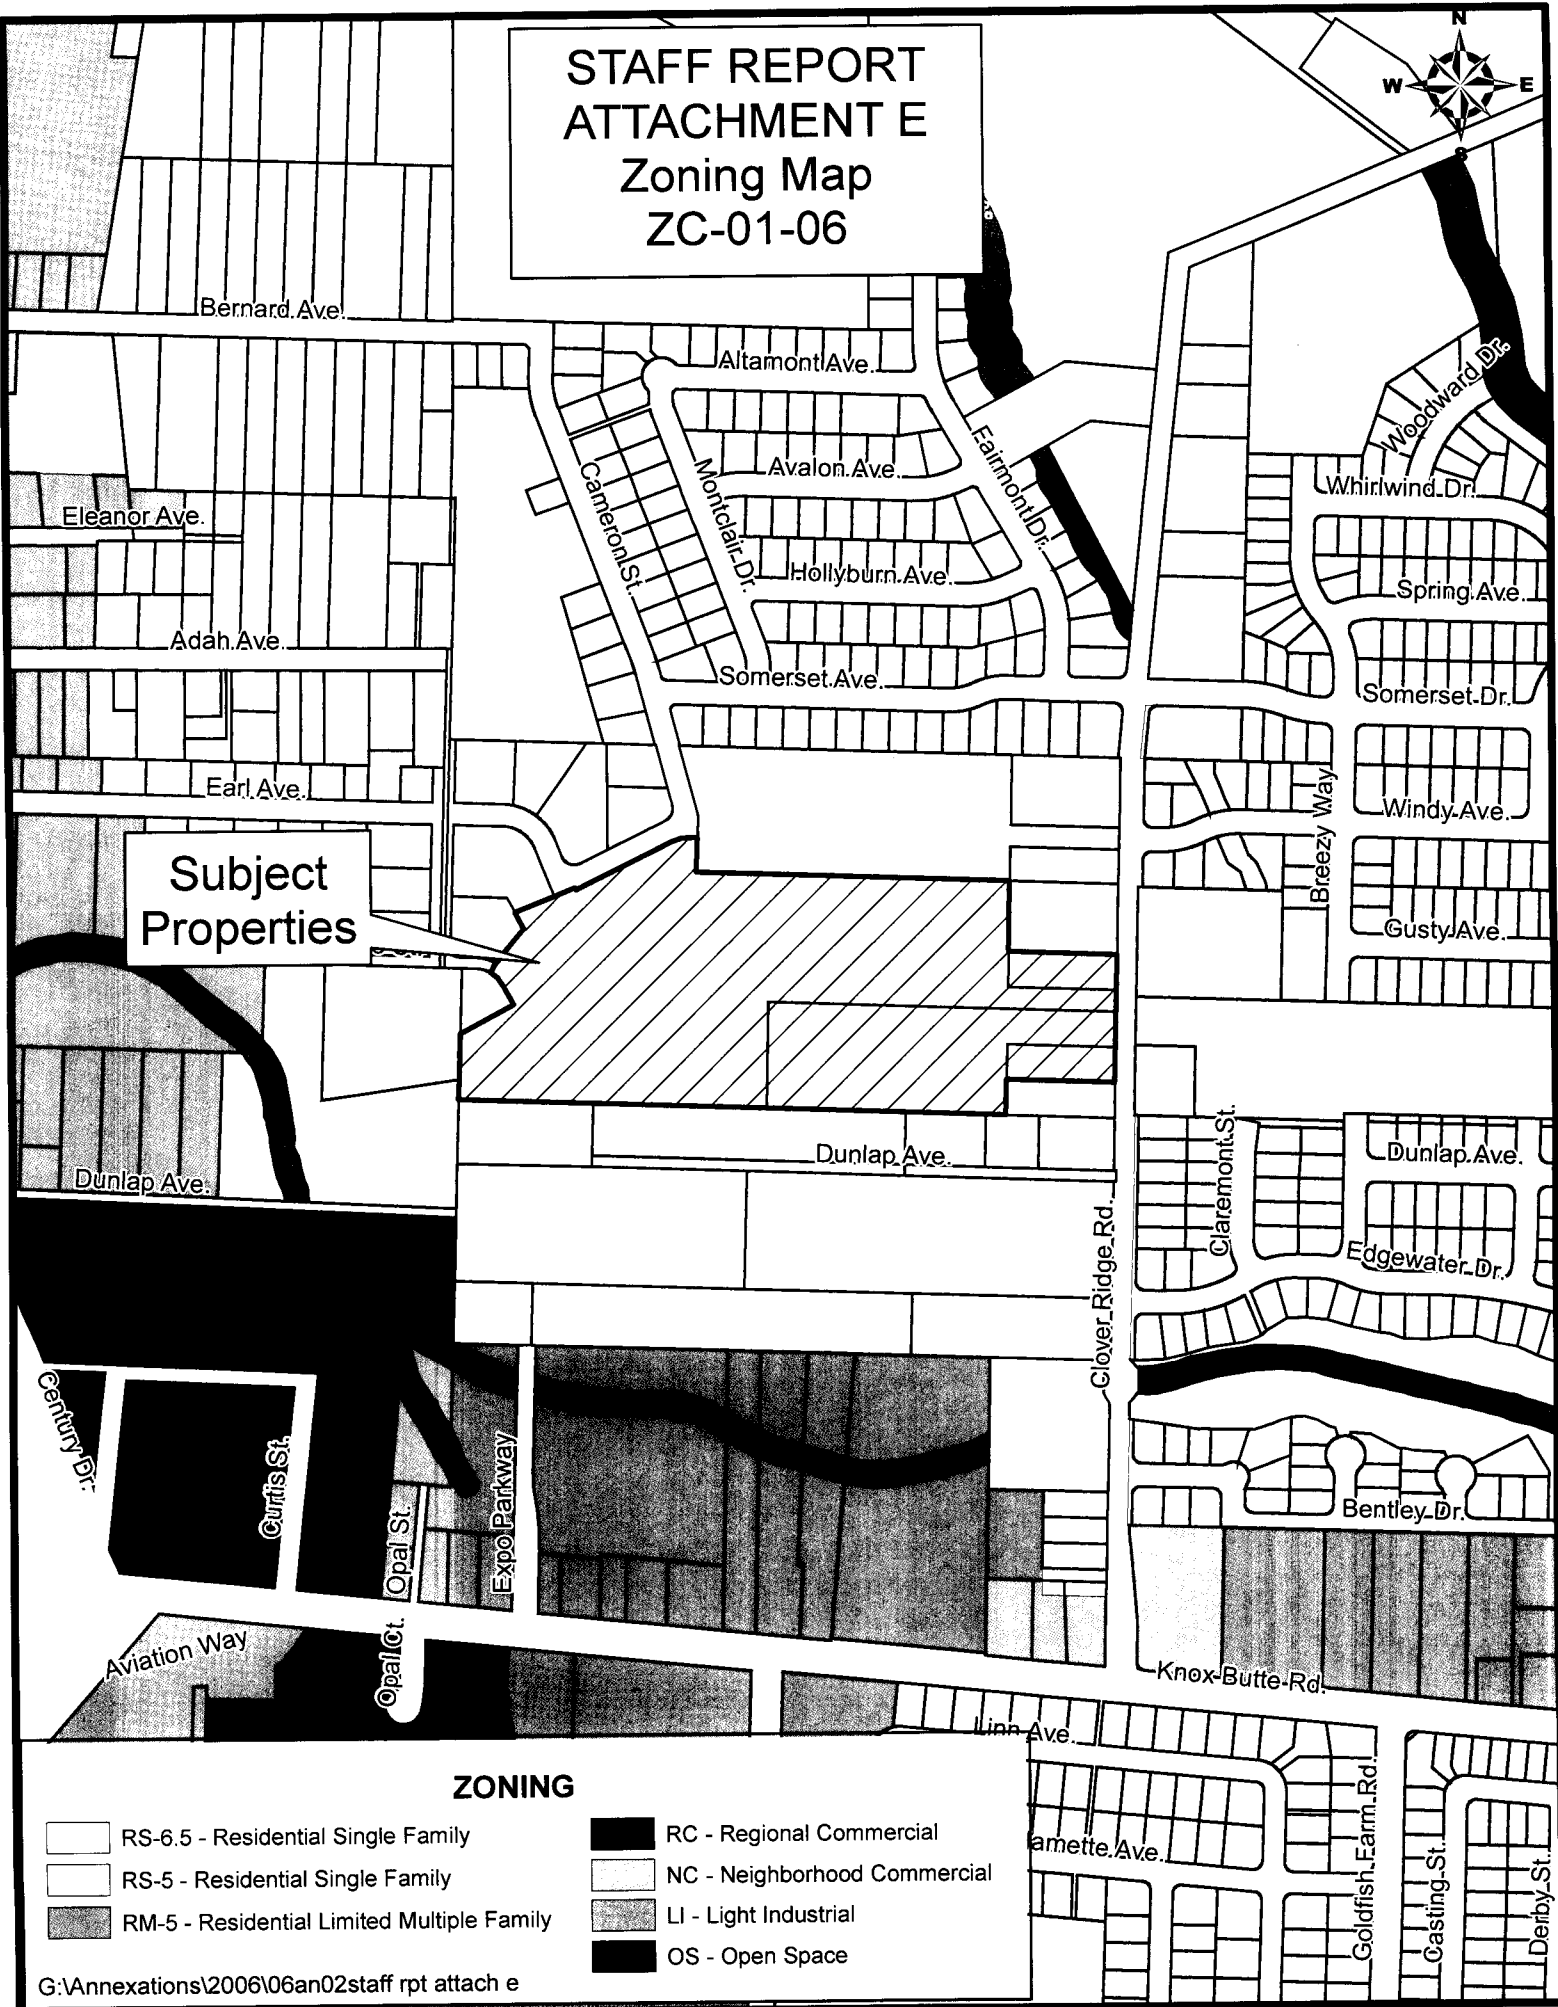 STAFF REPORT
ATTACHMENT E
Zoning Map
ZC-01-06
N
W
E
S
Bernard Ave.
Altamont Ave.
Woodward Dr.
Avalon Ave.
Fairmont Dr.
Whirlwind Dr.
Cameron St.
Montclair Dr.
Eleanor Ave.
Hollyburn Ave.
Spring Ave.
Adah Ave.
Somerset Ave.
Somerset Dr.
Earl Ave.
Breezy Way
Windy Ave.
Subject
Properties
Gusty Ave.
Dunlap Ave.
Claremont St.
Dunlap Ave.
Dunlap Ave.
Clover Ridge Rd.
Edgewater Dr.
Century Dr.
Curtis St.
Opal St.
Expo Parkway
Bentley Dr.
Aviation Way
Opal Ct.
Knox Butte Rd.
Linn Ave.
ZONING
RS-6.5 - Residential Single Family
RS-5 - Residential Single Family
RM-5 - Residential Limited Multiple Family
RC - Regional Commercial
NC - Neighborhood Commercial
LI - Light Industrial
OS - Open Space
amette Ave.
Goldfish Farm Rd.
Casting St.
Derby St.
G:\Annexations\2006\06an02staff rpt attach e